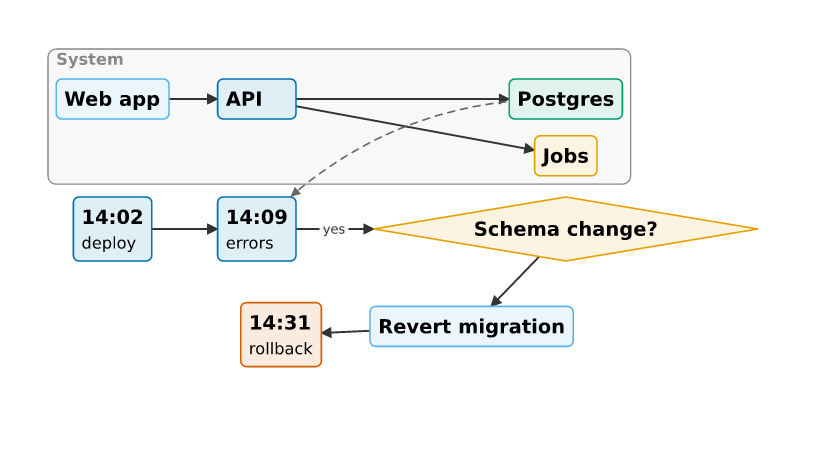 System
Web app
API
Postgres
Jobs
14:02
deploy
14:09
errors
yes
Schema change?
Revert migration
14:31
rollback